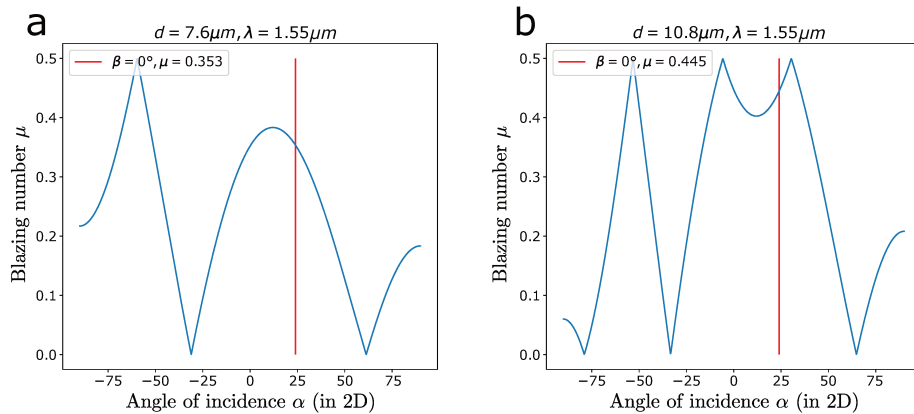 a
d = 7.6μm, λ = 1.55μm
β = 0°, μ = 0.353
Blazing number μ
0.5
0.4
0.3
0.2
0.1
0.0
−75 −50 −25 0 25 50 75
Angle of incidence α (in 2D)
b
d = 10.8μm, λ = 1.55μm
β = 0°, μ = 0.445
Blazing number μ
0.5
0.4
0.3
0.2
0.1
0.0
−75 −50 −25 0 25 50 75
Angle of incidence α (in 2D)